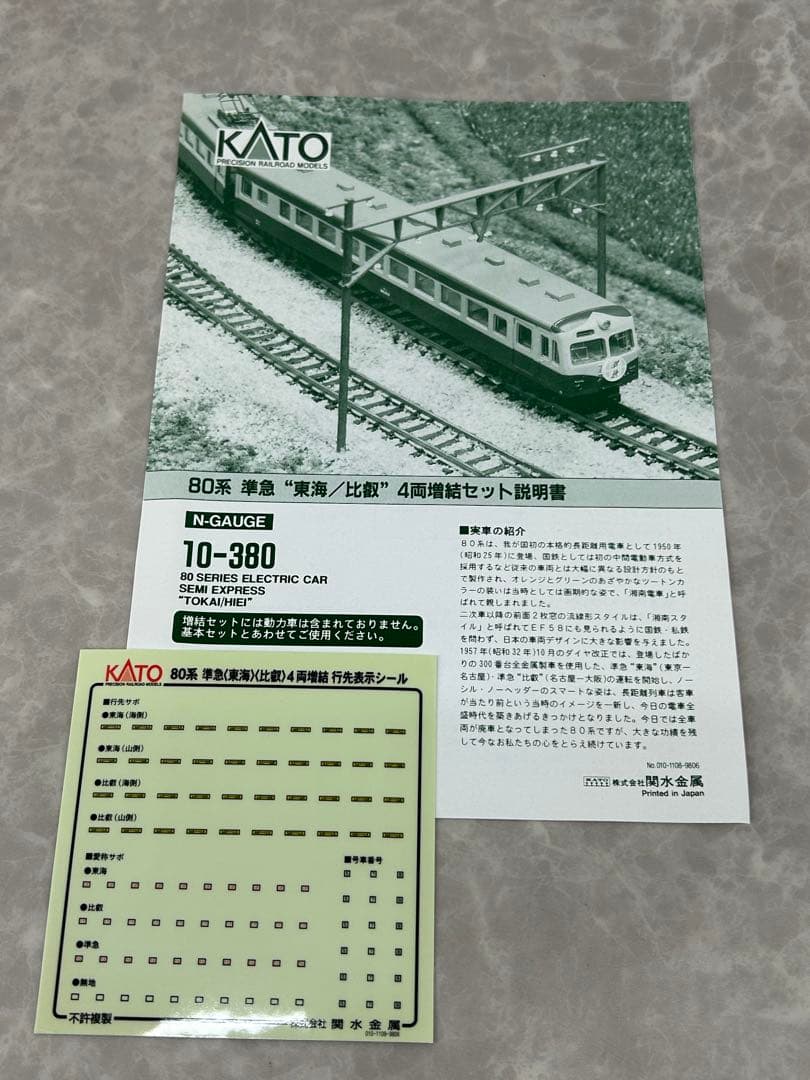 KATO
PRECISION RAILROAD MODELS
80系 準急 “東海／比叡” 4両増結セット説明書
N-GAUGE
10-380
80 SERIES ELECTRIC CAR
SEMI EXPRESS
"TOKAI/HIEI"
増結セットには動力車は含まれておりません。
基本セットとあわせてご使用ください。
■実車の紹介
80系は、我が国初の本格的長距離用電車として1950年
(昭和25年)に登場、国鉄としては初の中間電動車方式を
採用するなど従来の車両とは大幅に異なる設計方針のもと
で製作され、オレンジとグリーンのあざやかなツートンカ
ラーの装いは当時としては画期的な姿で、「湘南電車」と呼
ばれて親しまれました。
二次車以降の前面2枚窓の流線形スタイルは、「湘南スタ
イル」と呼ばれてEF58にも見られるように国鉄・私鉄
を問わず、日本の車両デザインに大きな影響を与えました。
1957年(昭和32年)10月のダイヤ改正では、登場したばか
りの300番台全金属製車を使用した、準急“東海”(東京ー
名古屋)・準急“比叡”(名古屋ー大阪)の運転を開始し、ノー
シル・ノーヘッダーのスマートな姿は、長距離列車は客車
が当たり前という当時のイメージを一新し、今日の電車全
盛時代を築きあげるきっかけとなりました。今日では全車
両が廃車となってしまった80系ですが、大きな功績を残
して今なお私たちの心をとらえ続けています。
No.010-1108-9806
KATO 株式会社 関水金属
Printed in Japan
KATO
PRECISION RAILROAD MODELS
80系 準急〈東海〉〈比叡〉4両増結 行先表示シール
■行先サボ
●東海(海側)
●東海(山側)
●比叡(海側)
●比叡(山側)
■愛称サボ
■号車番号
●東海
●比叡
●準急
●無地
不許複製
株式会社 関水金属
010-1108-9806